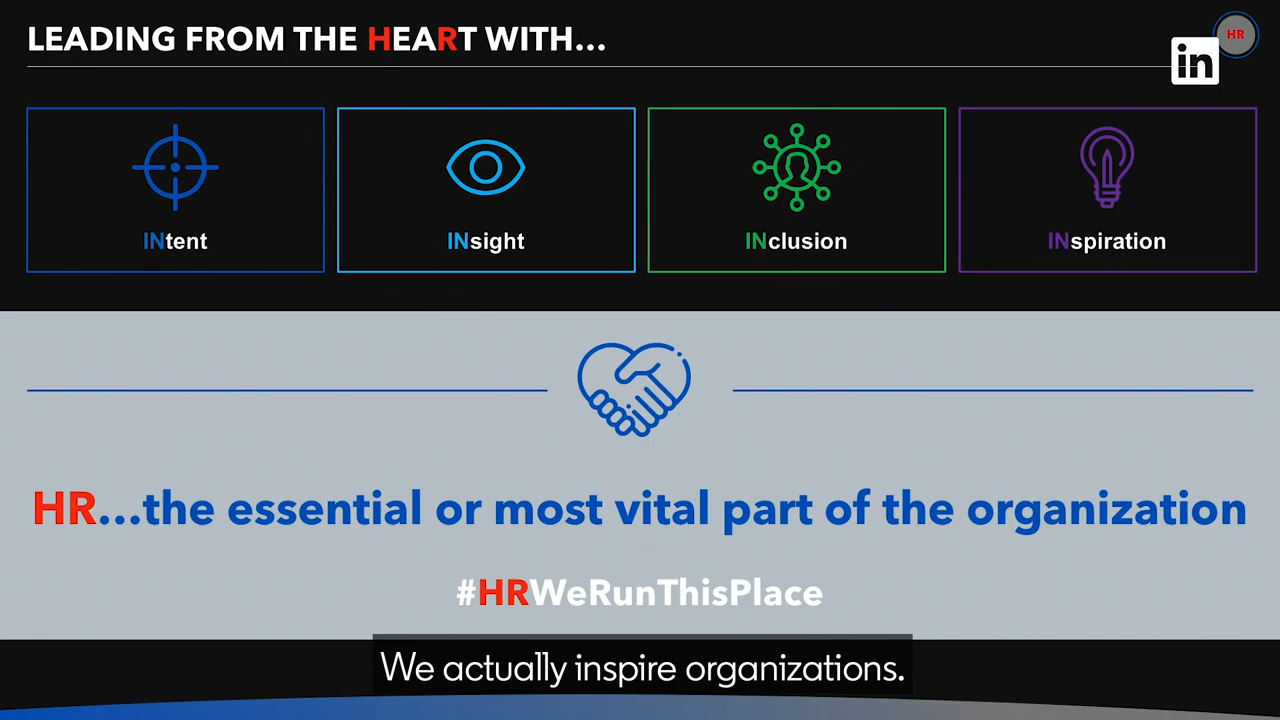 LEADING FROM THE HEART WITH...
HR
in
INtent
INsight
INclusion
INspiration
HR...the essential or most vital part of the organization
#HRWeRunThisPlace
We actually inspire organizations.